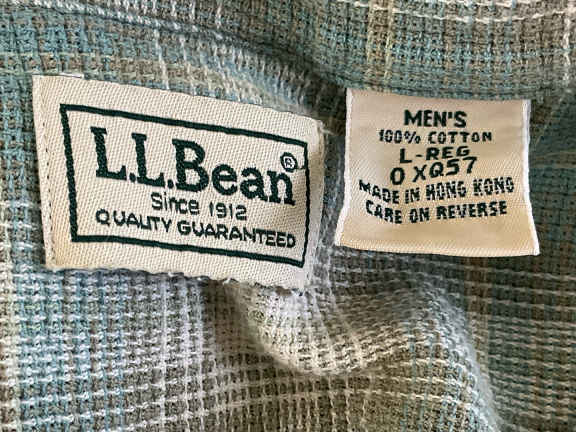 L.L.Bean®
Since 1912
QUALITY GUARANTEED
MEN'S
100% COTTON
L-REG
0 XQ57
MADE IN HONG KONG
CARE ON REVERSE